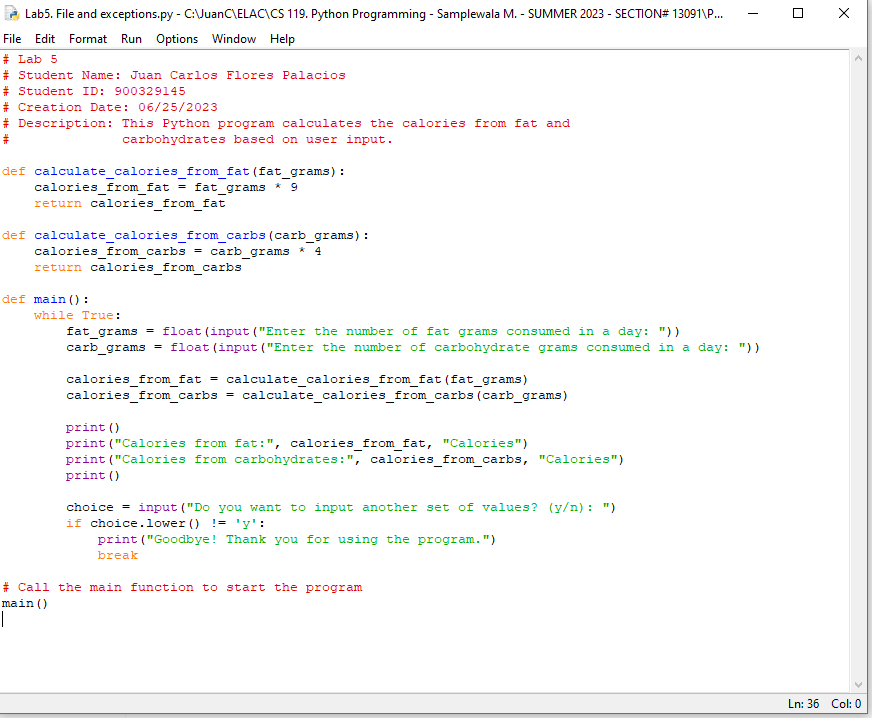 Lab5. File and exceptions.py - C:\JuanC\ELAC\CS 119. Python Programming - Samplewala M. - SUMMER 2023 - SECTION# 13091\P...
File Edit Format Run Options Window Help
# Lab 5
# Student Name: Juan Carlos Flores Palacios
# Student ID: 900329145
# Creation Date: 06/25/2023
# Description: This Python program calculates the calories from fat and
#              carbohydrates based on user input.

def calculate_calories_from_fat(fat_grams):
    calories_from_fat = fat_grams * 9
    return calories_from_fat

def calculate_calories_from_carbs(carb_grams):
    calories_from_carbs = carb_grams * 4
    return calories_from_carbs

def main():
    while True:
        fat_grams = float(input("Enter the number of fat grams consumed in a day: "))
        carb_grams = float(input("Enter the number of carbohydrate grams consumed in a day: "))

        calories_from_fat = calculate_calories_from_fat(fat_grams)
        calories_from_carbs = calculate_calories_from_carbs(carb_grams)

        print()
        print("Calories from fat:", calories_from_fat, "Calories")
        print("Calories from carbohydrates:", calories_from_carbs, "Calories")
        print()

        choice = input("Do you want to input another set of values? (y/n): ")
        if choice.lower() != 'y':
            print("Goodbye! Thank you for using the program.")
            break

# Call the main function to start the program
main()
Ln: 36 Col: 0